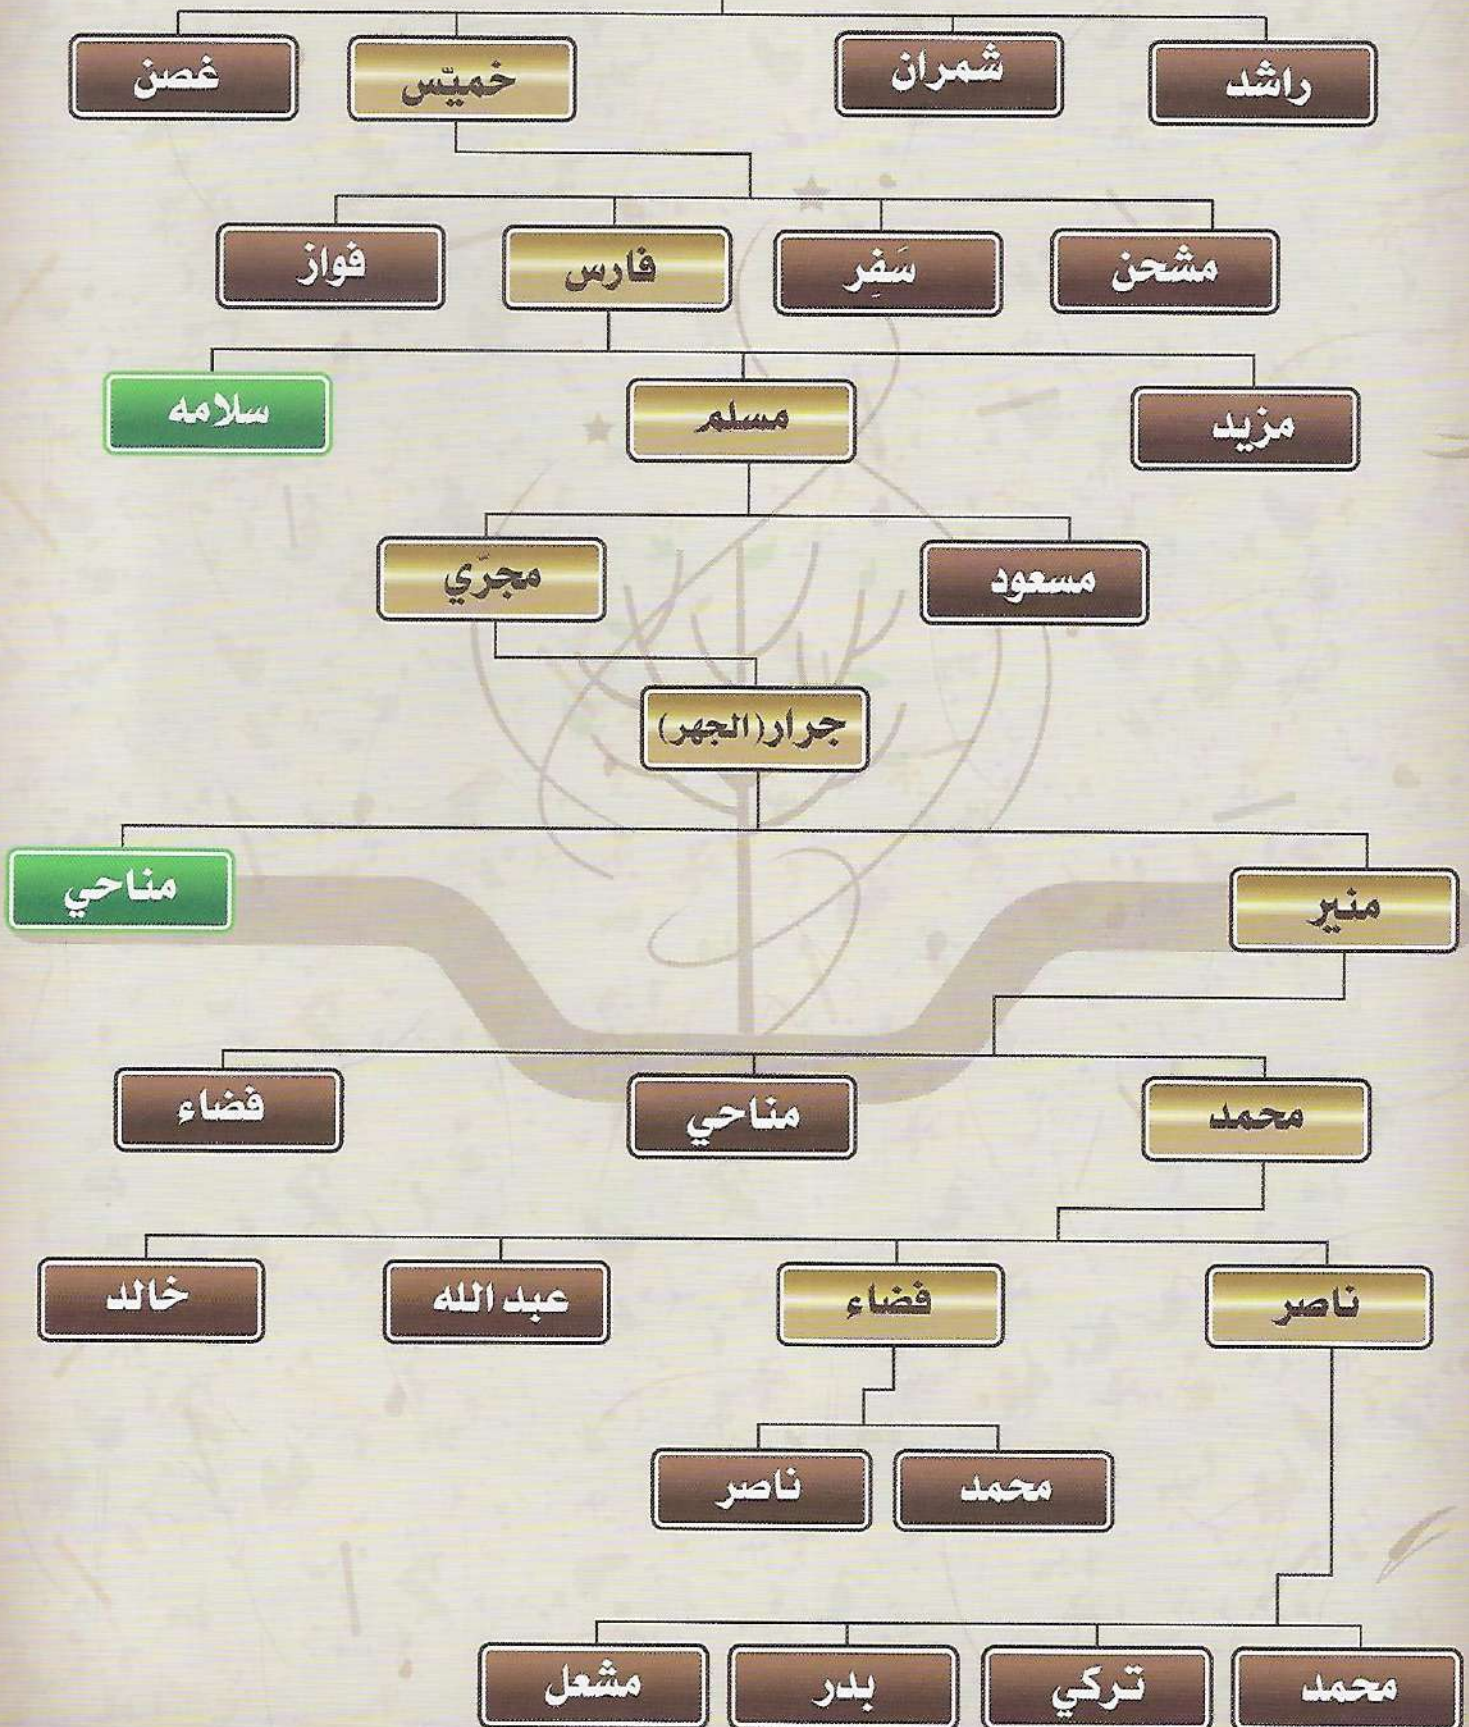 راشد شمران خميّس غصن
مشحن سَفِر فارس فواز
مزيد مسلم سلامه
مسعود مجرّي
جرار (الجهر)
منير مناحي
محمد مناحي فضاء
ناصر فضاء عبد الله خالد
محمد ناصر
محمد تركي بدر مشعل